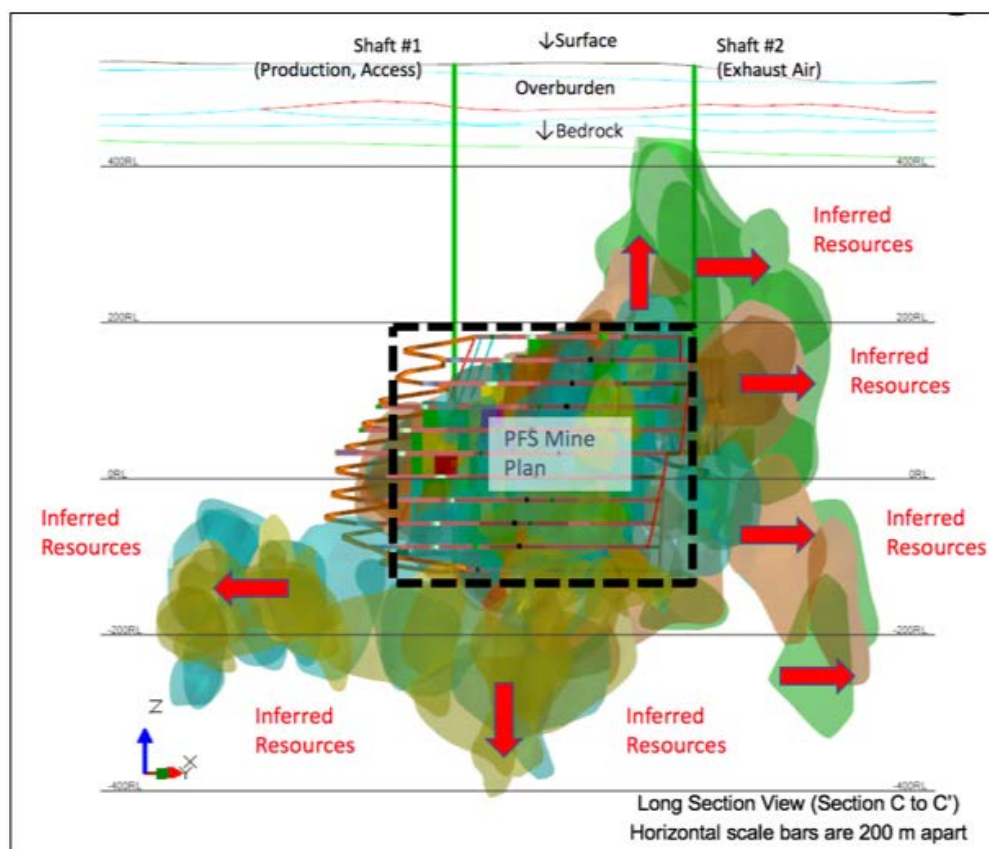 Shaft #1
(Production, Access)
↓Surface
Shaft #2
(Exhaust Air)
Overburden
↓Bedrock
400RL
400RL
Inferred
Resources
200RL
200RL
Inferred
Resources
PFS Mine
Plan
0RL
0RL
Inferred
Resources
Inferred
Resources
-200RL
-200RL
Inferred
Resources
Inferred
Resources
Z
X
Y
-400RL
-400RL
Long Section View (Section C to C')
Horizontal scale bars are 200 m apart